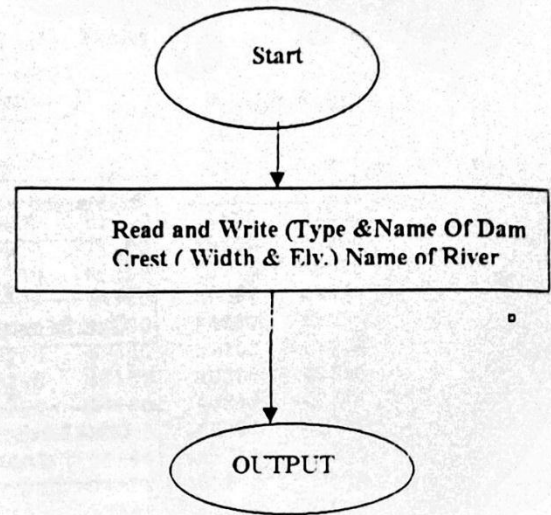 Start
Read and Write (Type &Name Of Dam
Crest ( Width & Elv.) Name of River
OUTPUT